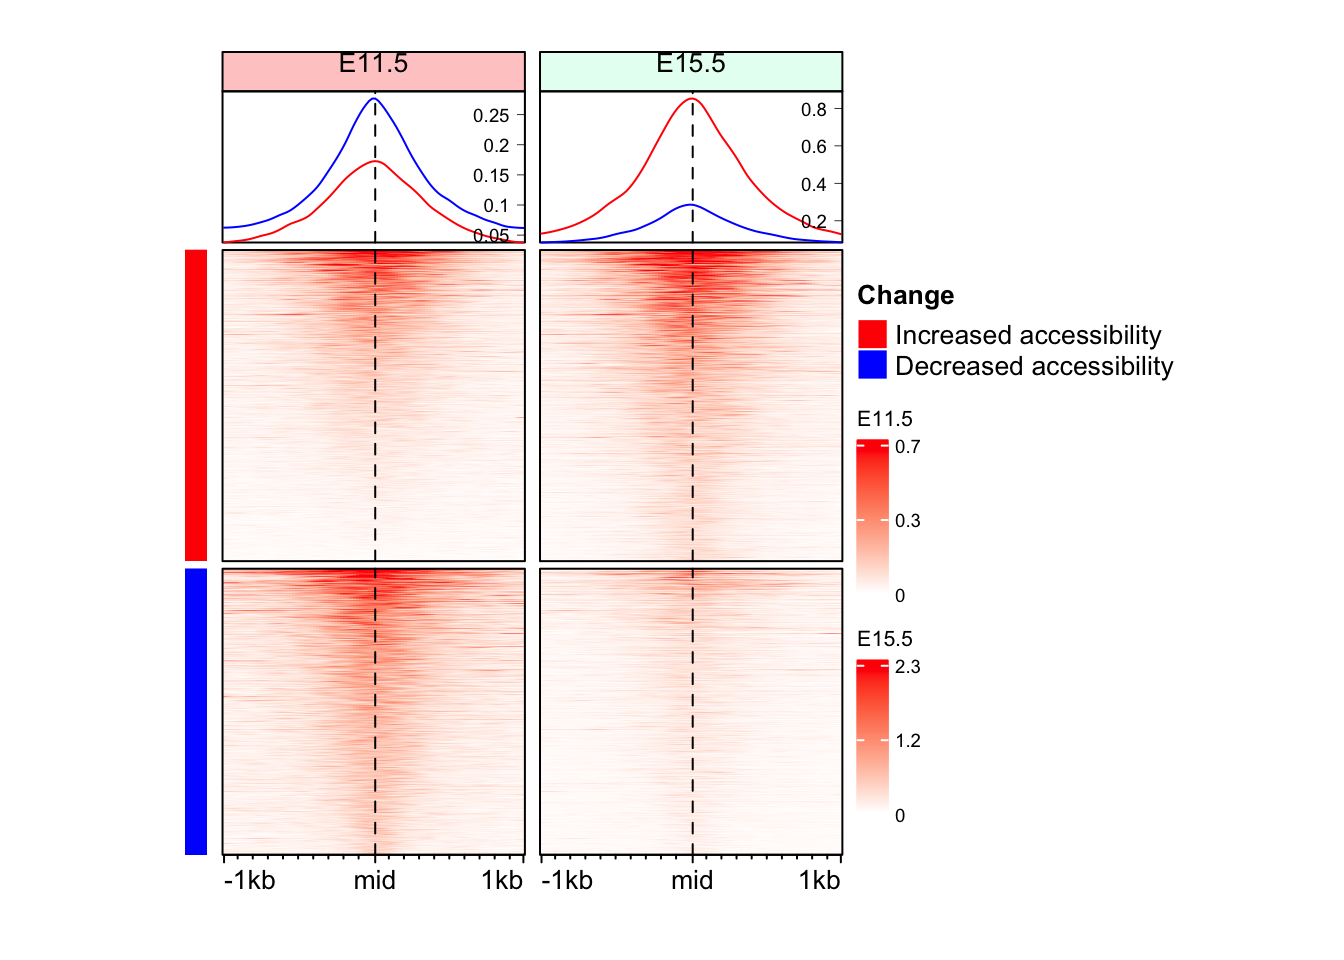 E11.5
E15.5
0.25
0.2
0.15
0.1
0.05
0.8
0.6
0.4
0.2
Change
Increased accessibility
Decreased accessibility
E11.5
0.7
0.3
0
E15.5
2.3
1.2
0
-1kb mid 1kb
-1kb mid 1kb